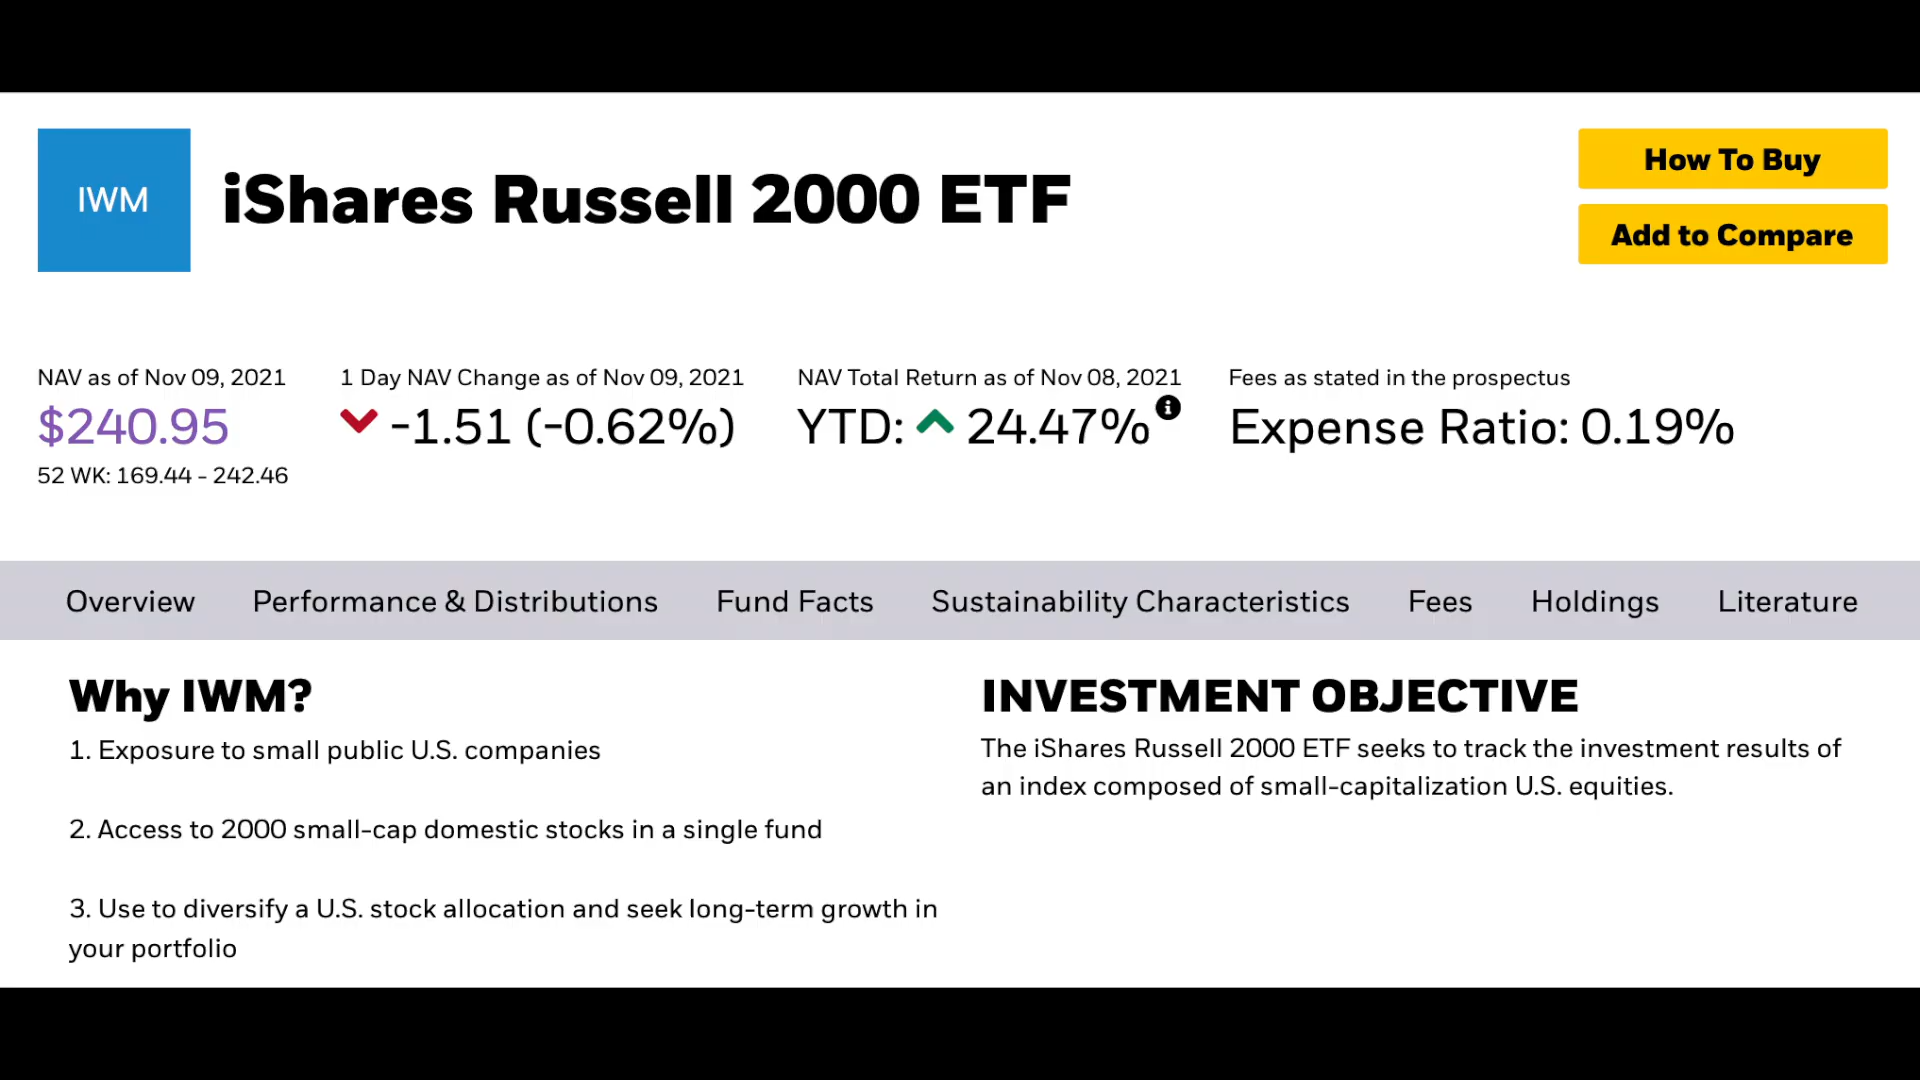 IWM
iShares Russell 2000 ETF
How To Buy
Add to Compare
NAV as of Nov 09, 2021
$240.95
52 WK: 169.44 - 242.46
1 Day NAV Change as of Nov 09, 2021
-1.51 (-0.62%)
NAV Total Return as of Nov 08, 2021
YTD: 24.47%
Fees as stated in the prospectus
Expense Ratio: 0.19%
Overview Performance & Distributions Fund Facts Sustainability Characteristics Fees Holdings Literature
Why IWM?
1. Exposure to small public U.S. companies
2. Access to 2000 small-cap domestic stocks in a single fund
3. Use to diversify a U.S. stock allocation and seek long-term growth in
your portfolio
INVESTMENT OBJECTIVE
The iShares Russell 2000 ETF seeks to track the investment results of
an index composed of small-capitalization U.S. equities.